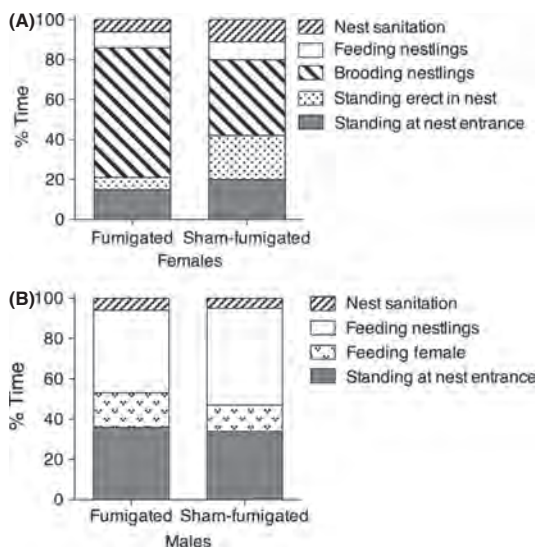 (A)
100
80
60
40
20
0
% Time
Fumigated Sham-fumigated
Females
Nest sanitation
Feeding nestlings
Brooding nestlings
Standing erect in nest
Standing at nest entrance
(B)
100
80
60
40
20
0
% Time
Fumigated Sham-fumigated
Males
Nest sanitation
Feeding nestlings
Feeding female
Standing at nest entrance